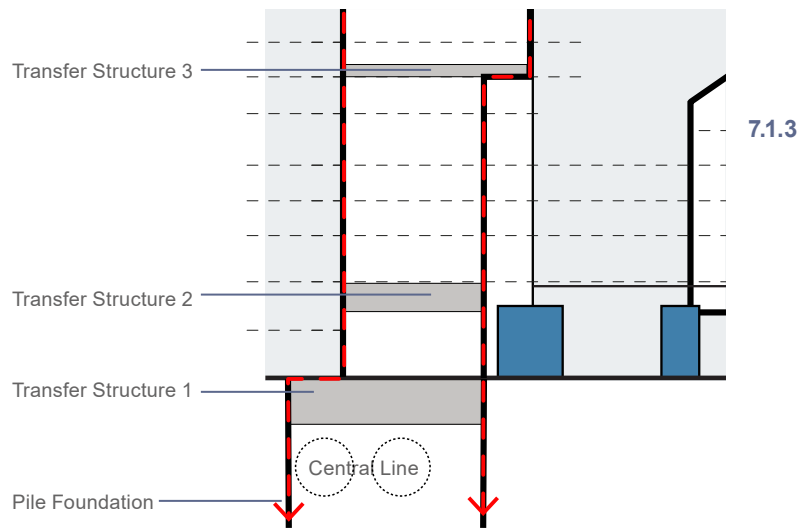 Transfer Structure 3
7.1.3
Transfer Structure 2
Transfer Structure 1
Central Line
Pile Foundation